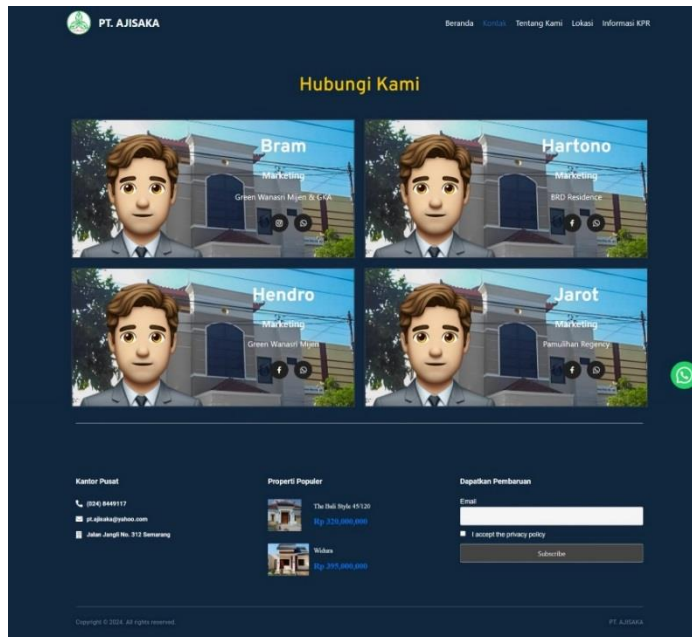 PT. AJISAKA
Beranda Kontak Tentang Kami Lokasi Informasi KPR
Hubungi Kami
Bram
Marketing
Green Wanasri Mijen & GKA
Hartono
Marketing
BRD Residence
Hendro
Marketing
Green Wanasri Mijen
Jarot
Marketing
Pamulihan Regency
Kantor Pusat
(024) 8449117
pt.ajisaka@yahoo.com
Jalan Jangli No. 312 Semarang
Properti Populer
The Bali Style 45/120
Rp 320,000,000
Widura
Rp 395,000,000
Dapatkan Pembaruan
Email
I accept the privacy policy
Subscribe
Copyright © 2024. All rights reserved.
PT. AJISAKA